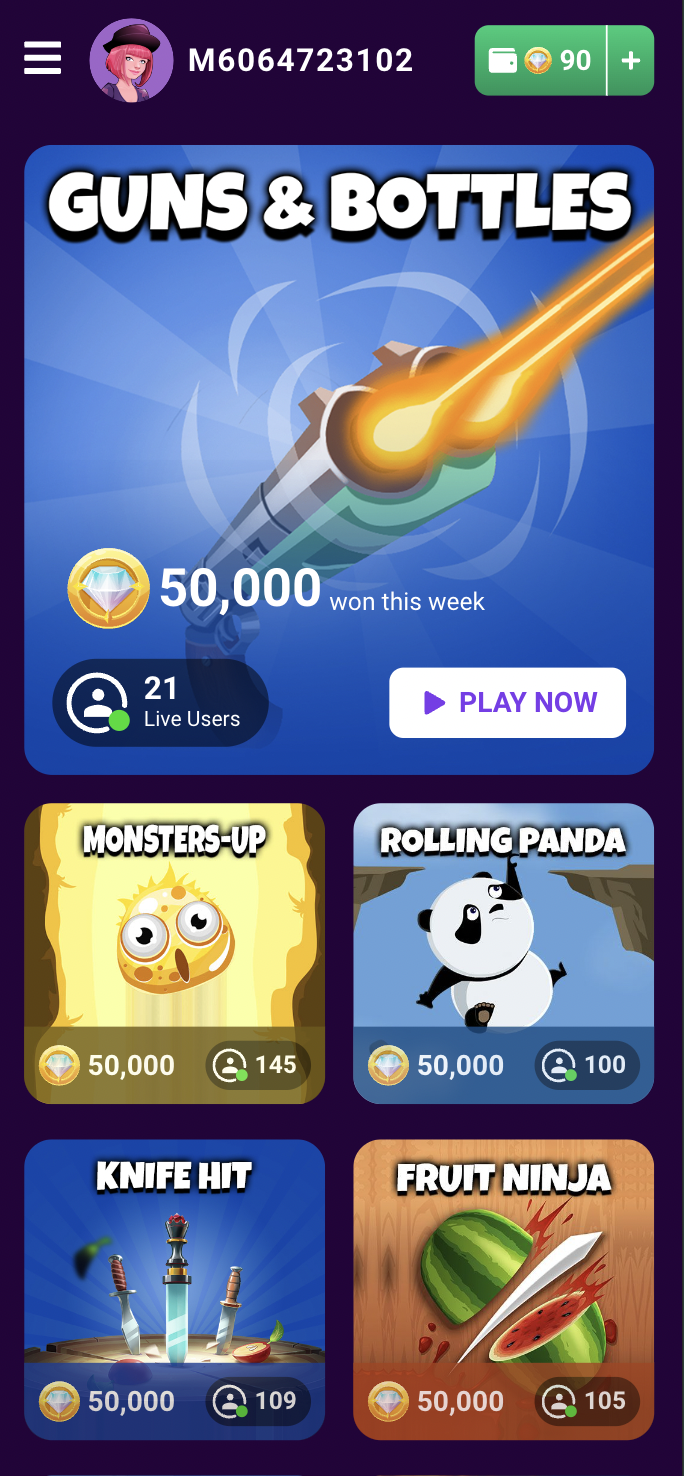 M6064723102
90 +
GUNS & BOTTLES
50,000 won this week
21
Live Users
PLAY NOW
MONSTERS-UP
50,000 145
ROLLING PANDA
50,000 100
KNIFE HIT
50,000 109
FRUIT NINJA
50,000 105